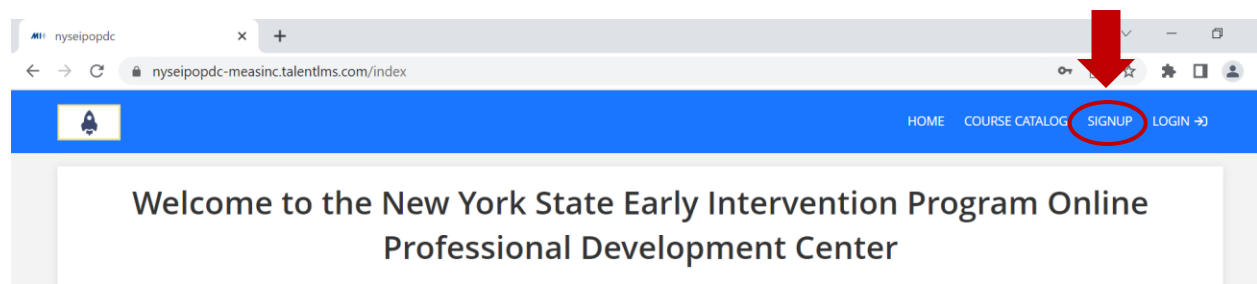 nyseipopdc
nyseipopdc-measinc.talentlms.com/index
HOME COURSE CATALOG SIGNUP LOGIN
Welcome to the New York State Early Intervention Program Online
Professional Development Center